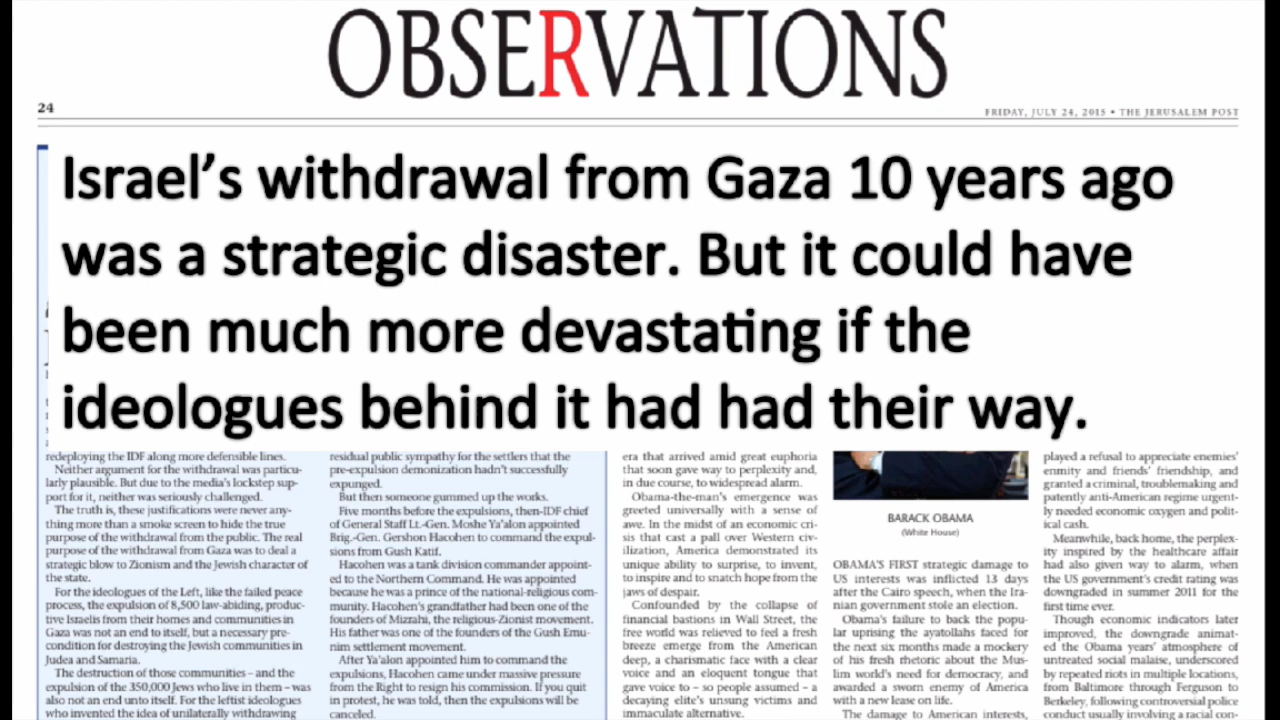 OBSERVATIONS
24
FRIDAY, JULY 24, 2015 • THE JERUSALEM POST
Israel's withdrawal from Gaza 10 years ago
was a strategic disaster. But it could have
been much more devastating if the
ideologues behind it had had their way.
redeploying the IDF along more defensible lines.
Neither argument for the withdrawal was particu-
larly plausible. But due to the media's lockstep sup-
port for it, neither was seriously challenged.
The truth is, these justifications were never any-
thing more than a smoke screen to hide the true
purpose of the withdrawal from the public. The real
purpose of the withdrawal from Gaza was to deal a
strategic blow to Zionism and the Jewish character of
the state.
For the ideologues of the Left, like the failed peace
process, the expulsion of 8,500 law-abiding, produc-
tive Israelis from their homes and communities in
Gaza was not an end to itself, but a necessary pre-
condition for destroying the Jewish communities in
Judea and Samaria.
The destruction of those communities – and the
expulsion of the 350,000 Jews who live in them – was
also not an end unto itself. For the leftist ideologues
who invented the idea of unilaterally withdrawing
residual public sympathy for the settlers that the
pre-expulsion demonization hadn't successfully
expunged.
But then someone gummed up the works.
Five months before the expulsions, then-IDF chief
of General Staff Lt.-Gen. Moshe Ya'alon appointed
Brig.-Gen. Gershon Hacohen to command the expul-
sions from Gush Katif.
Hacohen was a tank division commander appoint-
ed to the Northern Command. He was appointed
because he was a prince of the national-religious com-
munity. Hacohen's grandfather had been one of the
founders of Mizrahi, the religious-Zionist movement.
His father was one of the founders of the Gush Emu-
nim settlement movement.
After Ya'alon appointed him to command the
expulsions, Hacohen came under massive pressure
from the Right to resign his commission. If you quit
in protest, he was told, then the expulsions will be
canceled.
era that arrived amid great euphoria
that soon gave way to perplexity and,
in due course, to widespread alarm.
Obama-the-man's emergence was
greeted universally with a sense of
awe. In the midst of an economic cri-
sis that cast a pall over Western civ-
ilization, America demonstrated its
unique ability to surprise, to invent,
to inspire and to snatch hope from the
jaws of despair.
Confounded by the collapse of
financial bastions in Wall Street, the
free world was relieved to feel a fresh
breeze emerge from the American
deep, a charismatic face with a clear
voice and an eloquent tongue that
gave voice to – so people assumed – a
decaying elite's unsung victims and
immaculate alternative.
BARACK OBAMA
(White House)
OBAMA'S FIRST strategic damage to
US interests was inflicted 13 days
after the Cairo speech, when the Ira-
nian government stole an election.
Obama's failure to back the popu-
lar uprising the ayatollahs faced for
the next six months made a mockery
of his fresh rhetoric about the Mus-
lim world's need for democracy, and
awarded a sworn enemy of America
with a new lease on life.
The damage to American interests,
played a refusal to appreciate enemies'
enmity and friends' friendship, and
granted a criminal, troublemaking and
patently anti-American regime urgent-
ly needed economic oxygen and polit-
ical cash.
Meanwhile, back home, the perplex-
ity inspired by the healthcare affair
had also given way to alarm, when
the US government's credit rating was
downgraded in summer 2011 for the
first time ever.
Though economic indicators later
improved, the downgrade animat-
ed the Obama years' atmosphere of
untreated social malaise, underscored
by repeated riots in multiple locations,
from Baltimore through Ferguson to
Berkeley, following controversial police
conduct usually involving a racial con-